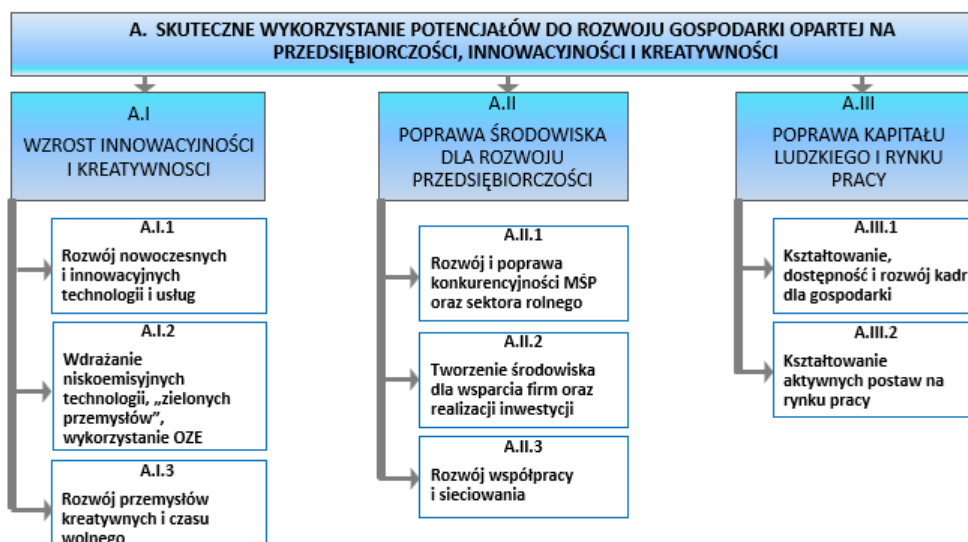 A. SKUTECZNE WYKORZYSTANIE POTENCJAŁÓW DO ROZWOJU GOSPODARKI OPARTEJ NA
PRZEDSIĘBIORCZOŚCI, INNOWACYJNOŚCI I KREATYWNOŚCI
A.I
WZROST INNOWACYJNOŚCI
I KREATYWNOSCI
A.I.1
Rozwój nowoczesnych
i innowacyjnych
technologii i usług
A.I.2
Wdrażanie
niskoemisyjnych
technologii, „zielonych
przemysłów”,
wykorzystanie OZE
A.I.3
Rozwój przemysłów
kreatywnych i czasu
wolnego
A.II
POPRAWA ŚRODOWISKA
DLA ROZWOJU
PRZEDSIĘBIORCZOŚCI
A.II.1
Rozwój i poprawa
konkurencyjności MŚP
oraz sektora rolnego
A.II.2
Tworzenie środowiska
dla wsparcia firm oraz
realizacji inwestycji
A.II.3
Rozwój współpracy
i sieciowania
A.III
POPRAWA KAPITAŁU
LUDZKIEGO I RYNKU
PRACY
A.III.1
Kształtowanie,
dostępność i rozwój kadr
dla gospodarki
A.III.2
Kształtowanie
aktywnych postaw na
rynku pracy